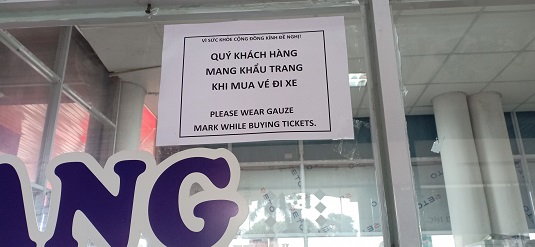 VÌ SỨC KHỎE CỘNG ĐỒNG KÍNH ĐỀ NGHỊ!
QUÝ KHÁCH HÀNG
MANG KHẨU TRANG
KHI MUA VÉ ĐI XE
PLEASE WEAR GAUZE
MARK WHILE BUYING TICKETS.
ANG